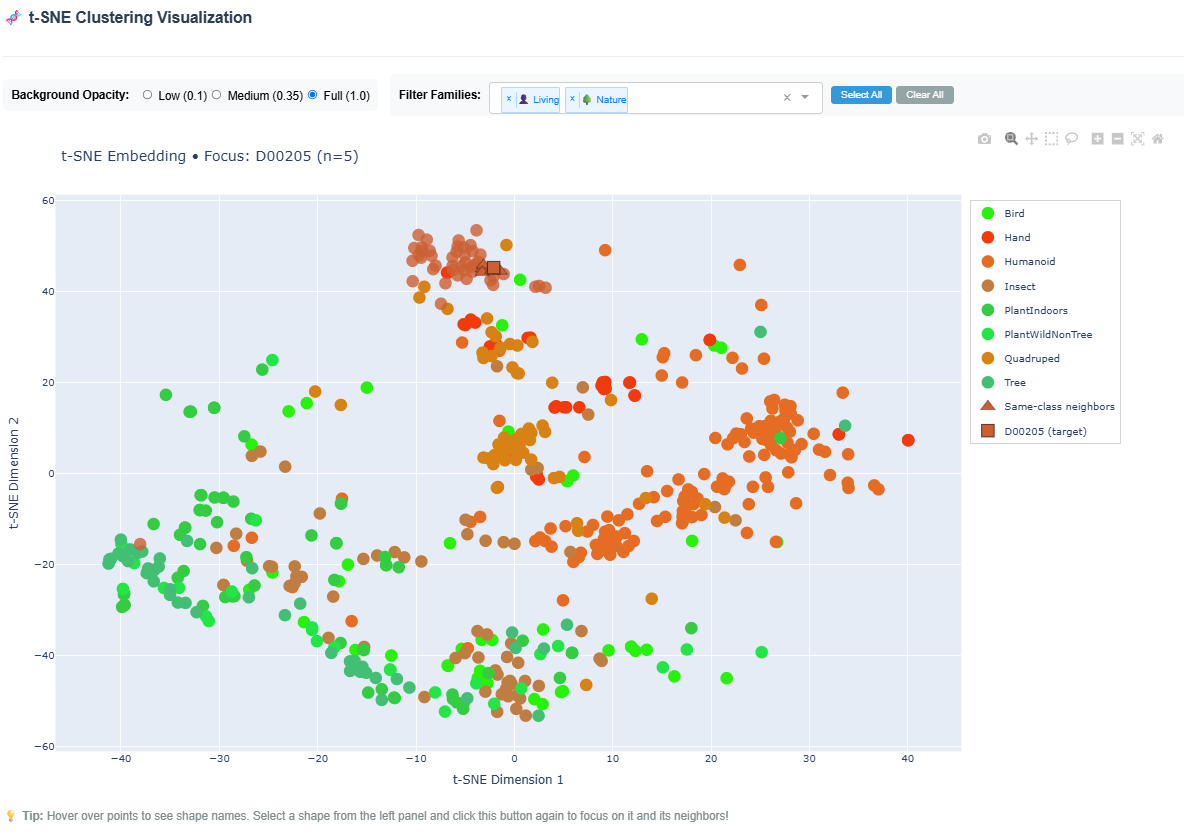 🧬 t-SNE Clustering Visualization
Background Opacity: Low (0.1) Medium (0.35) Full (1.0)
Filter Families: × 👤 Living × 🌳 Nature × Select All Clear All
t-SNE Embedding • Focus: D00205 (n=5)
60
40
20
0
−20
−40
−60
t-SNE Dimension 2
−40 −30 −20 −10 0 10 20 30 40
t-SNE Dimension 1
Bird
Hand
Humanoid
Insect
PlantIndoors
PlantWildNonTree
Quadruped
Tree
Same-class neighbors
D00205 (target)
💡 Tip: Hover over points to see shape names. Select a shape from the left panel and click this button again to focus on it and its neighbors!